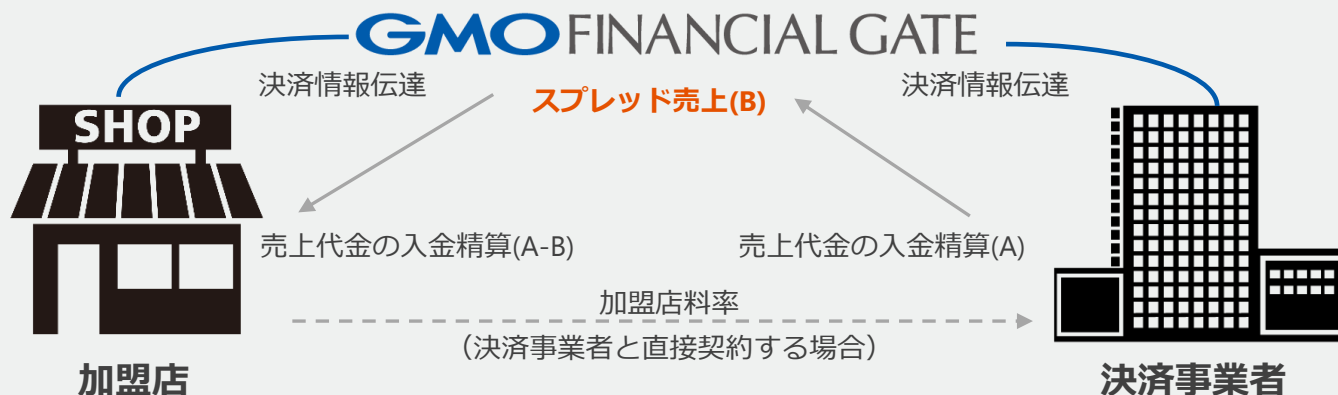 GMO FINANCIAL GATE
決済情報伝達
スプレッド売上(B)
決済情報伝達
SHOP
売上代金の入金精算(A-B)
売上代金の入金精算(A)
加盟店料率
（決済事業者と直接契約する場合）
加盟店
決済事業者